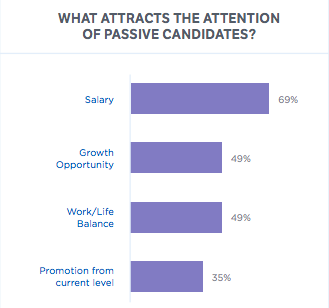 WHAT ATTRACTS THE ATTENTION
OF PASSIVE CANDIDATES?
Salary
69%
Growth
Opportunity
49%
Work/Life
Balance
49%
Promotion from
current level
35%